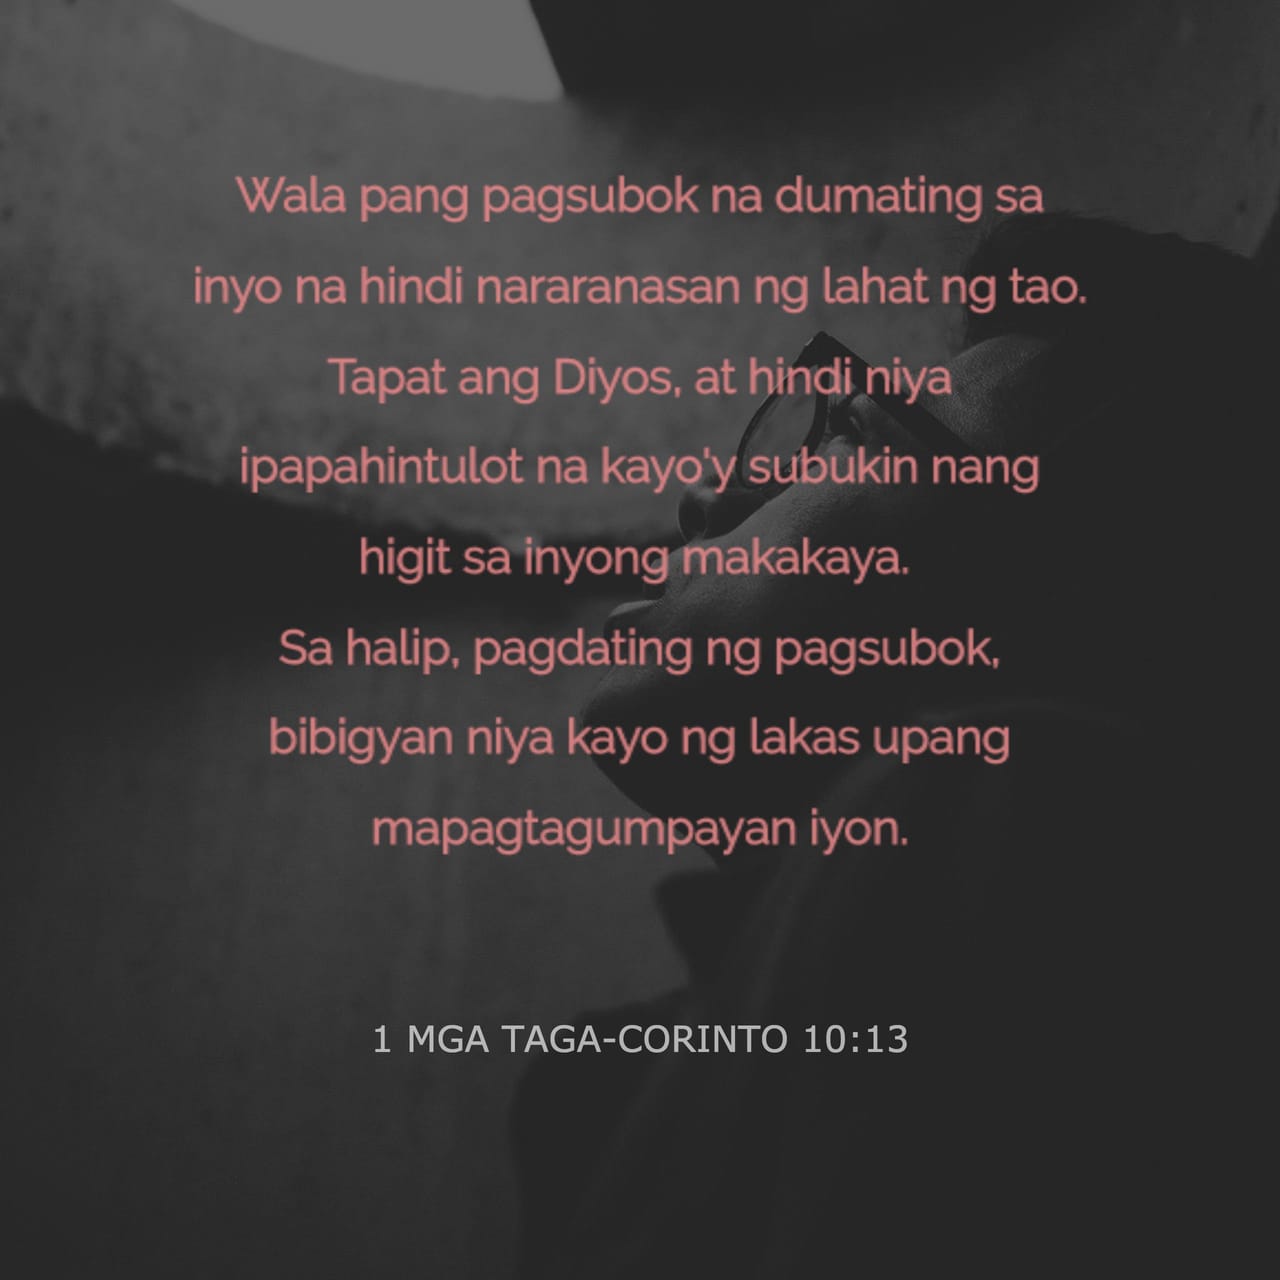 Wala pang pagsubok na dumating sa
inyo na hindi nararanasan ng lahat ng tao.
Tapat ang Diyos, at hindi niya
ipapahintulot na kayo'y subukin nang
higit sa inyong makakaya.
Sa halip, pagdating ng pagsubok,
bibigyan niya kayo ng lakas upang
mapagtagumpayan iyon.
1 MGA TAGA-CORINTO 10:13